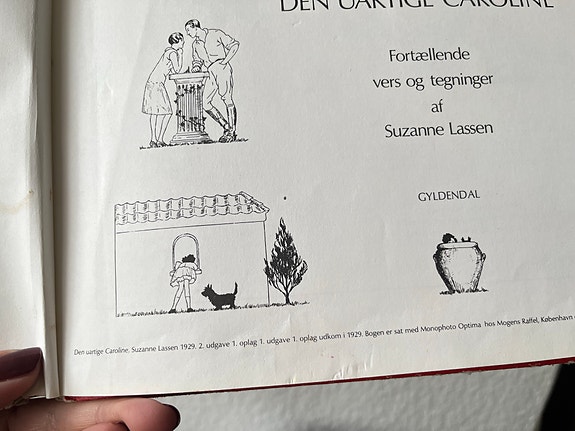 DEN UARTIGE CAROLINE
Fortællende
vers og tegninger
af
Suzanne Lassen
GYLDENDAL
Den uartige Caroline, Suzanne Lassen 1929. 2. udgave 1. oplag 1. udgave 1. oplag udkom i 1929. Bogen er sat med Monophoto Optima hos Mogens Raffel, København